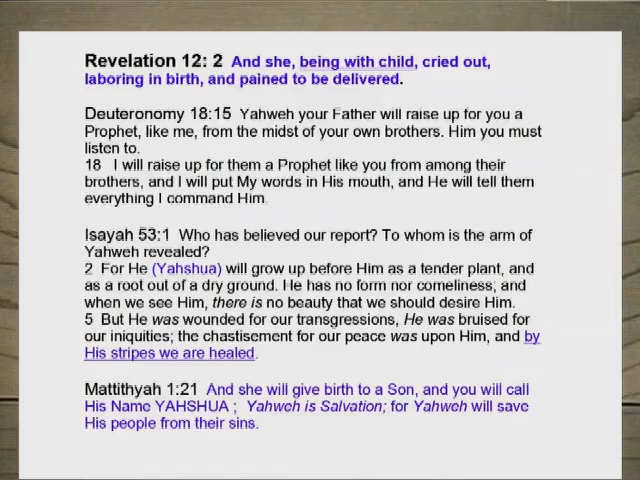 Revelation 12: 2 And she, being with child, cried out,
laboring in birth, and pained to be delivered.
Deuteronomy 18:15 Yahweh your Father will raise up for you a
Prophet, like me, from the midst of your own brothers. Him you must
listen to.
18 I will raise up for them a Prophet like you from among their
brothers, and I will put My words in His mouth, and He will tell them
everything I command Him.
Isayah 53:1 Who has believed our report? To whom is the arm of
Yahweh revealed?
2 For He (Yahshua) will grow up before Him as a tender plant, and
as a root out of a dry ground. He has no form nor comeliness; and
when we see Him, there is no beauty that we should desire Him.
5 But He was wounded for our transgressions, He was bruised for
our iniquities; the chastisement for our peace was upon Him, and by
His stripes we are healed.
Mattithyah 1:21 And she will give birth to a Son, and you will call
His Name YAHSHUA ; Yahweh is Salvation; for Yahweh will save
His people from their sins.